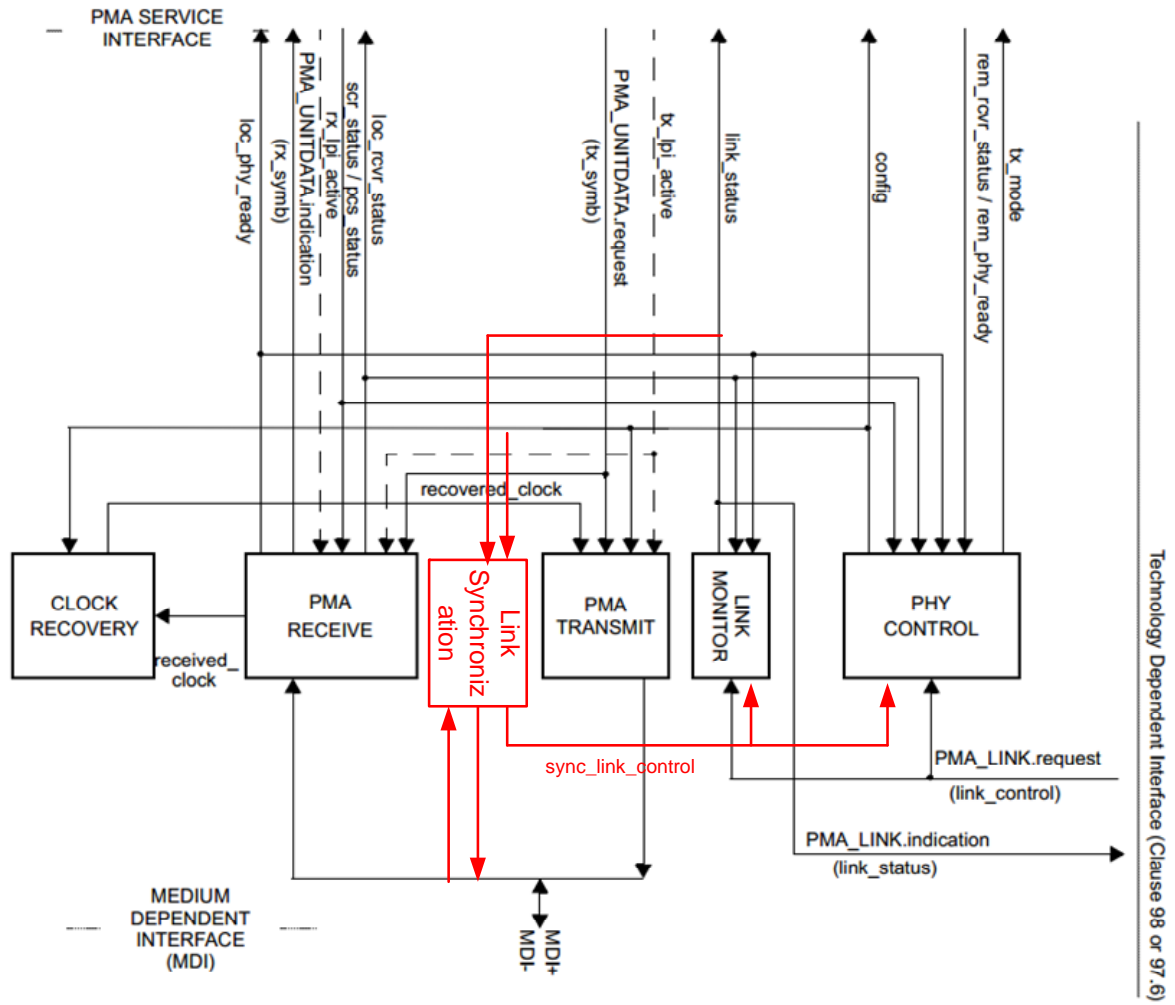 PMA SERVICE
INTERFACE
loc_phy_ready
(rx_symb)
PMA_UNITDATA.indication
rx_lpi_active
scr_status / pcs_status
loc_rcvr_status
(tx_symb)
PMA_UNITDATA.request
tx_lpi_active
link_status
config
rem_rcvr_status / rem_phy_ready
tx_mode
recovered_clock
CLOCK
RECOVERY
PMA
RECEIVE
Link
Synchroniz
ation
PMA
TRANSMIT
LINK
MONITOR
PHY
CONTROL
received_
clock
sync_link_control
PMA_LINK.request
(link_control)
PMA_LINK.indication
(link_status)
MEDIUM
DEPENDENT
INTERFACE
(MDI)
MDI+
MDI-
Technology Dependent Interface (Clause 98 or 97.6)